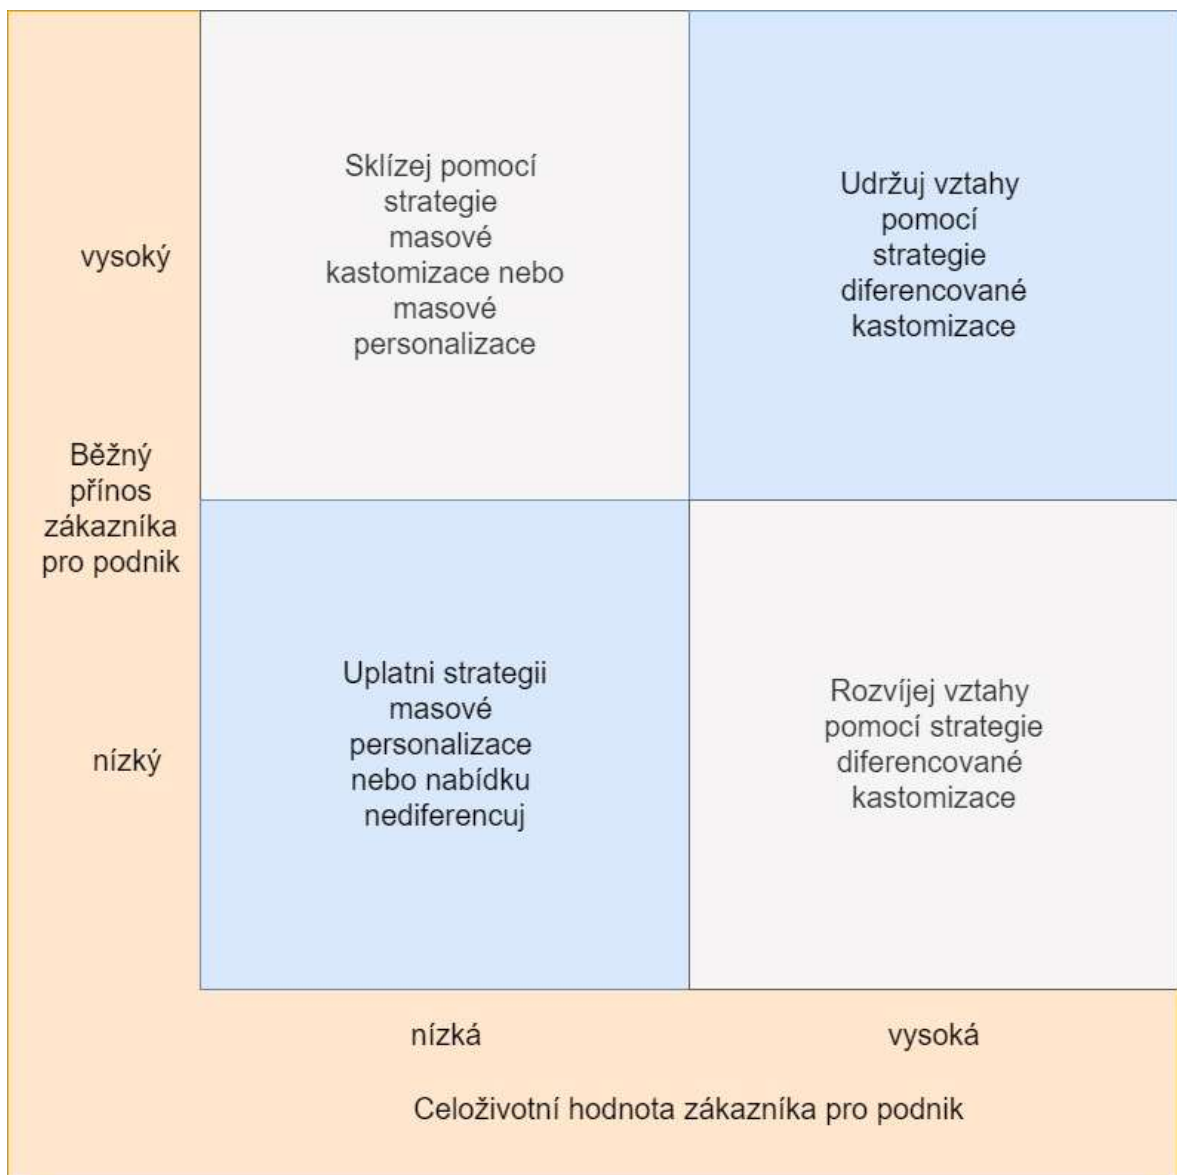 Sklízej pomocí
strategie
masové
kastomizace nebo
masové
personalizace
Udržuj vztahy
pomocí
strategie
diferencované
kastomizace
vysoký
Běžný
přínos
zákazníka
pro podnik
Uplatni strategii
masové
personalizace
nebo nabídku
nediferencuj
Rozvíjej vztahy
pomocí strategie
diferencované
kastomizace
nízký
nízká
vysoká
Celoživotní hodnota zákazníka pro podnik